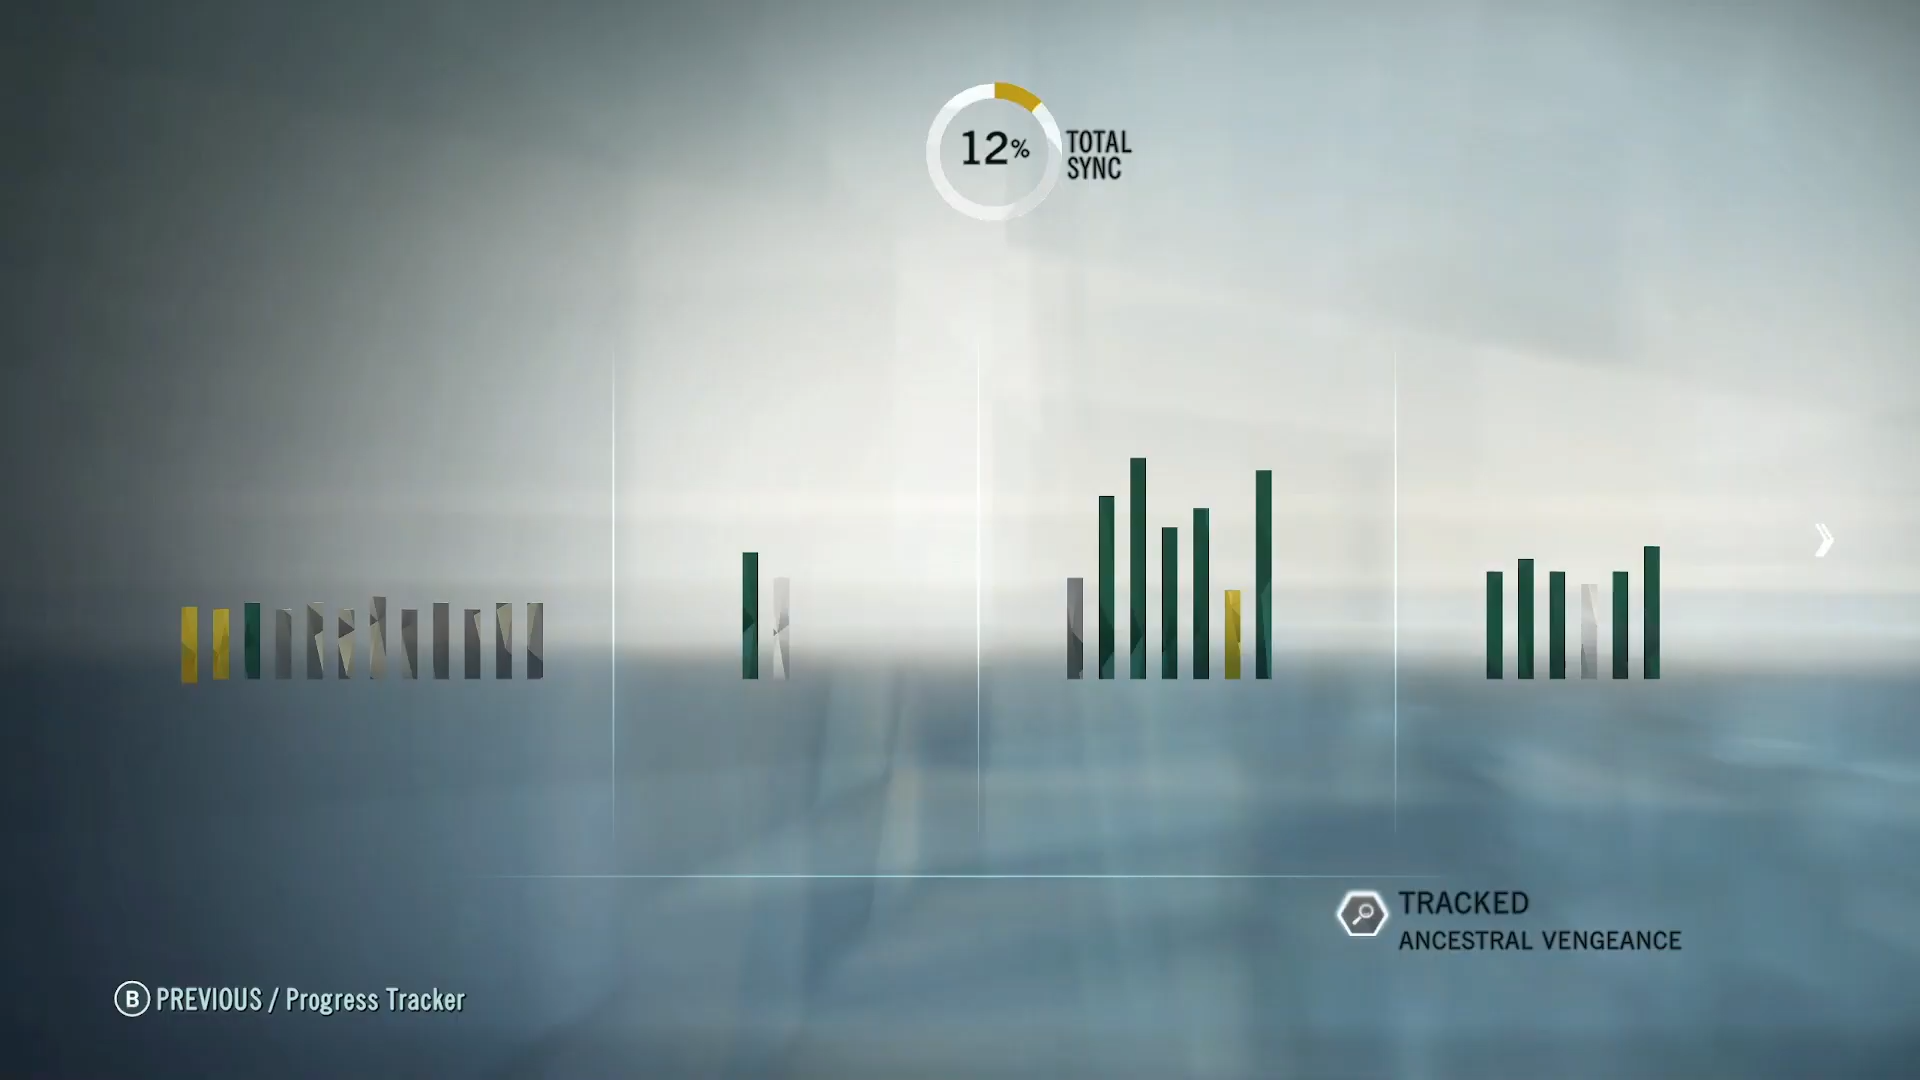 12%
TOTAL
SYNC
TRACKED
ANCESTRAL VENGEANCE
B PREVIOUS / Progress Tracker